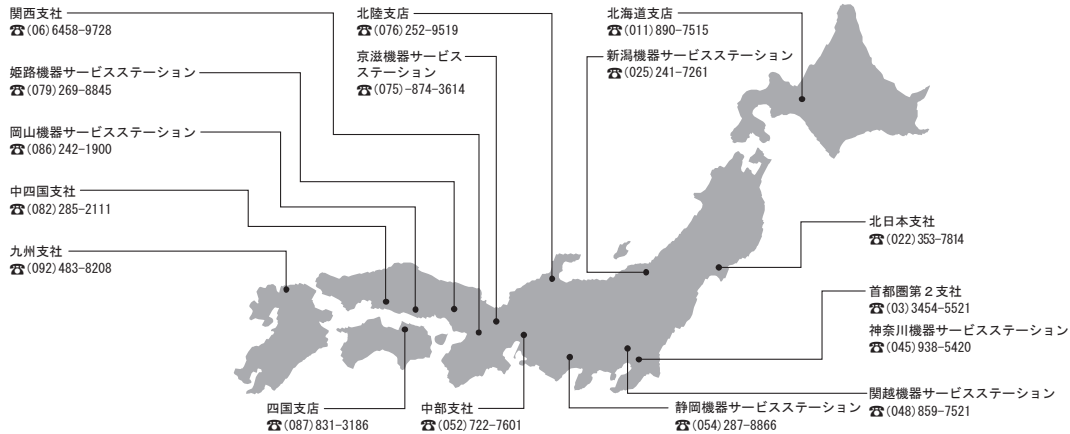 関西支社
☎(06)6458-9728
姫路機器サービスステーション
☎(079)269-8845
岡山機器サービスステーション
☎(086)242-1900
中四国支社
☎(082)285-2111
九州支社
☎(092)483-8208
北陸支店
☎(076)252-9519
京滋機器サービス
ステーション
☎(075)-874-3614
北海道支店
☎(011)890-7515
新潟機器サービスステーション
☎(025)241-7261
北日本支社
☎(022)353-7814
首都圏第２支社
☎(03)3454-5521
神奈川機器サービスステーション
☎(045)938-5420
関越機器サービスステーション
☎(048)859-7521
静岡機器サービスステーション
☎(054)287-8866
中部支社
☎(052)722-7601
四国支店
☎(087)831-3186